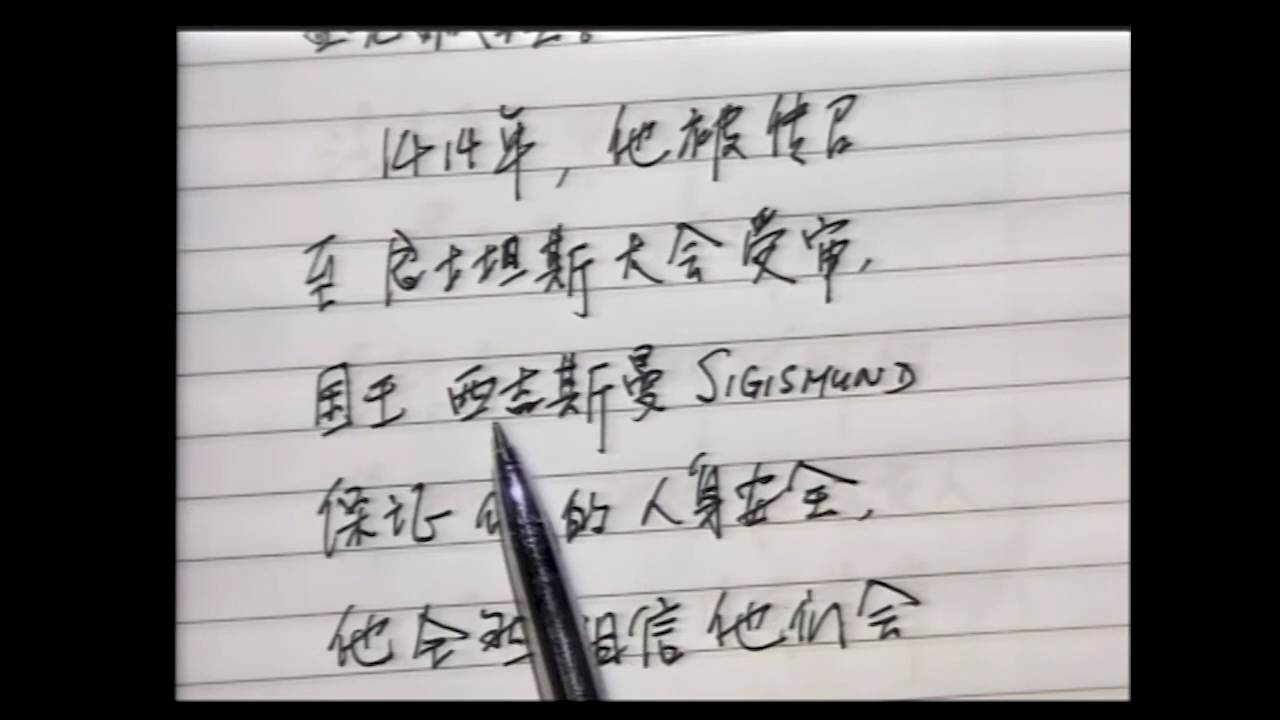 1414年，他被传召
至康士坦斯大会受审，
国王 西吉斯曼 SIGISMUND
保证 的人身安全，
他会 相信他们会